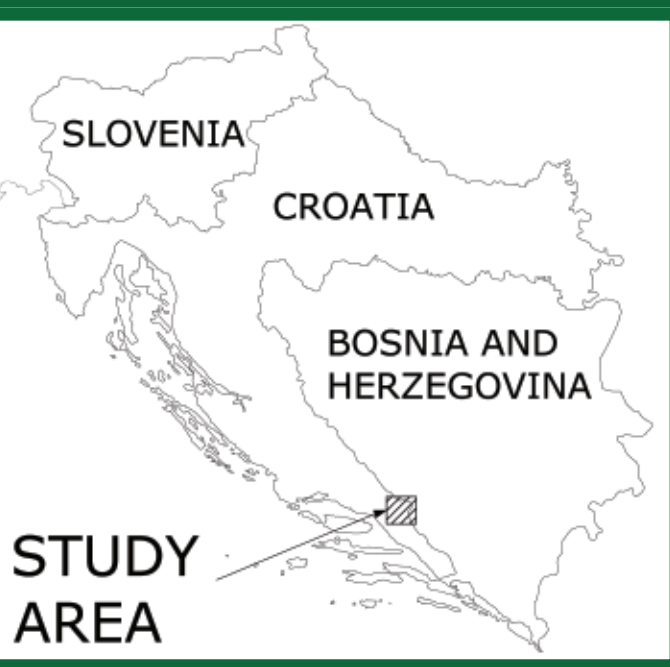 SLOVENIA
CROATIA
BOSNIA AND
HERZEGOVINA
STUDY
AREA